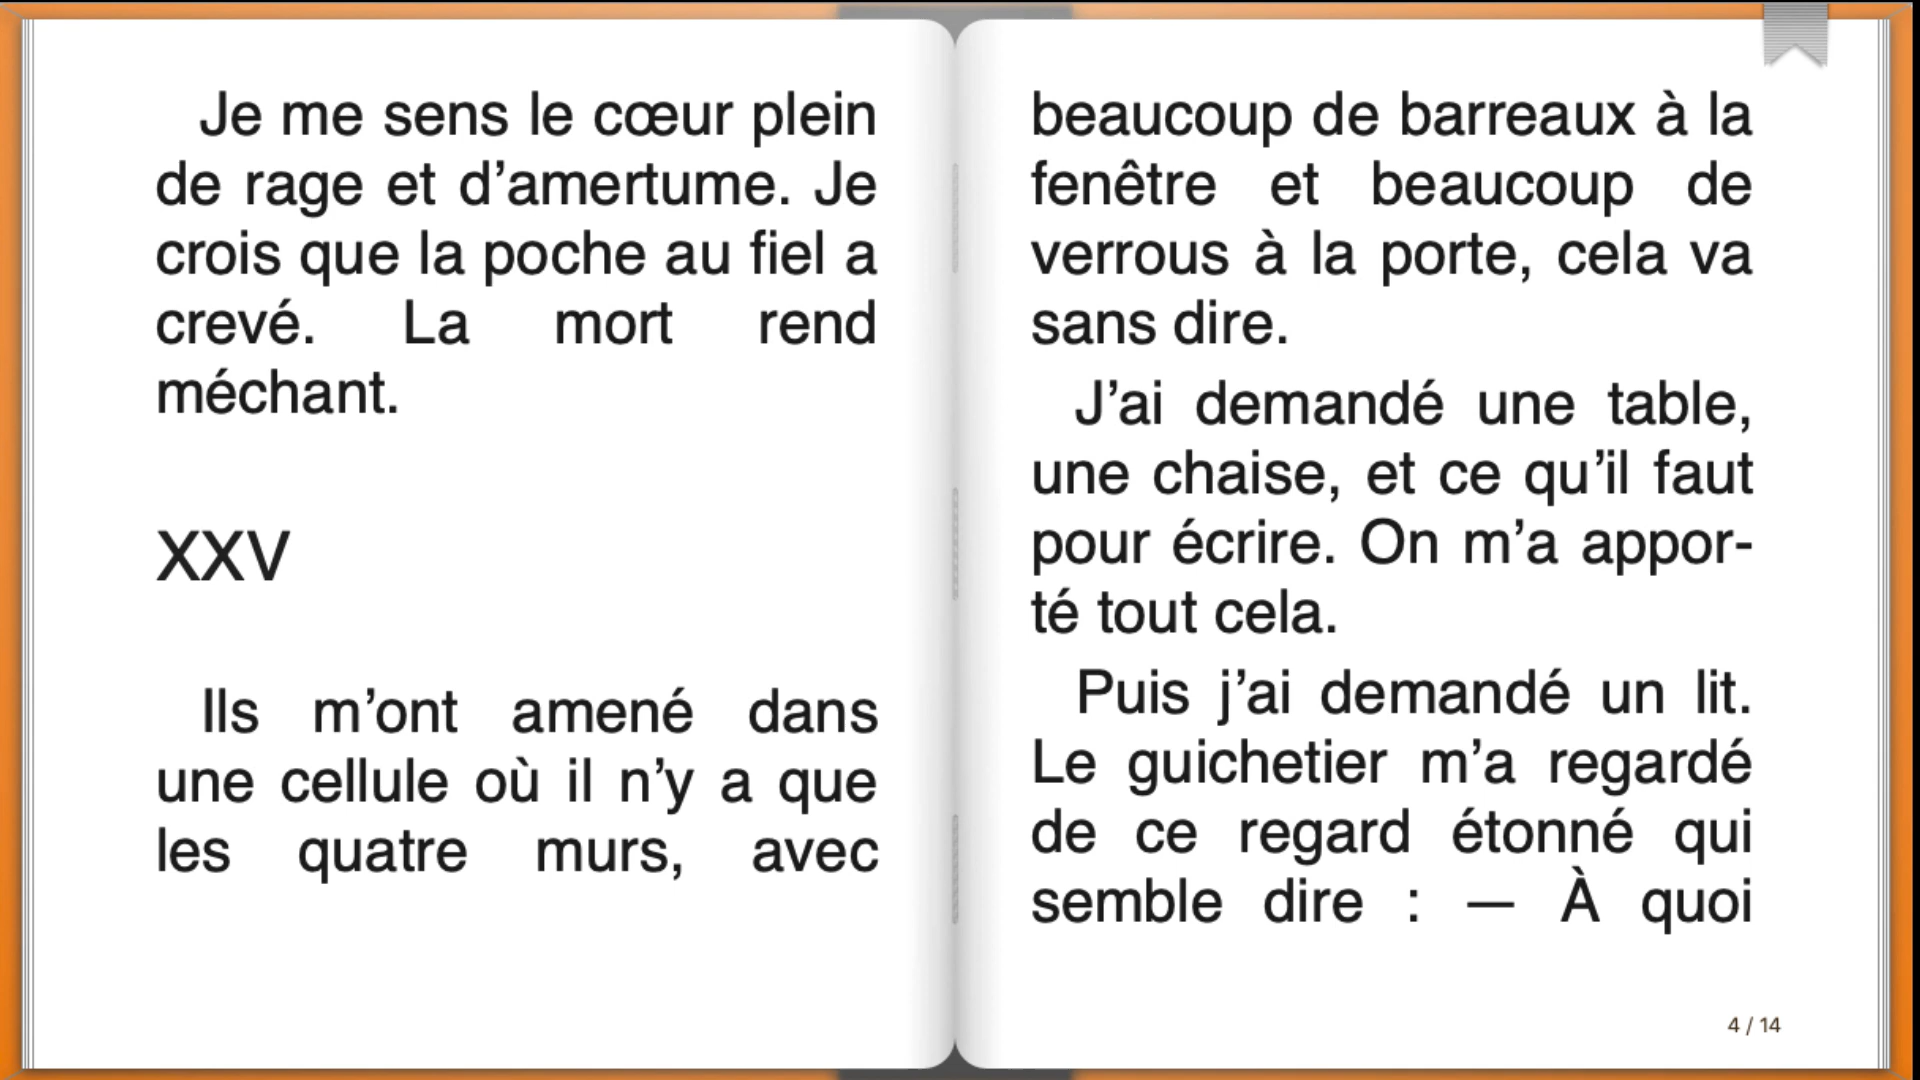 Je me sens le cœur plein
de rage et d’amertume. Je
crois que la poche au fiel a
crevé. La mort rend
méchant.
XXV
Ils m’ont amené dans
une cellule où il n’y a que
les quatre murs, avec
beaucoup de barreaux à la
fenêtre et beaucoup de
verrous à la porte, cela va
sans dire.
J’ai demandé une table,
une chaise, et ce qu’il faut
pour écrire. On m’a appor-
té tout cela.
Puis j’ai demandé un lit.
Le guichetier m’a regardé
de ce regard étonné qui
semble dire : — À quoi
4 / 14